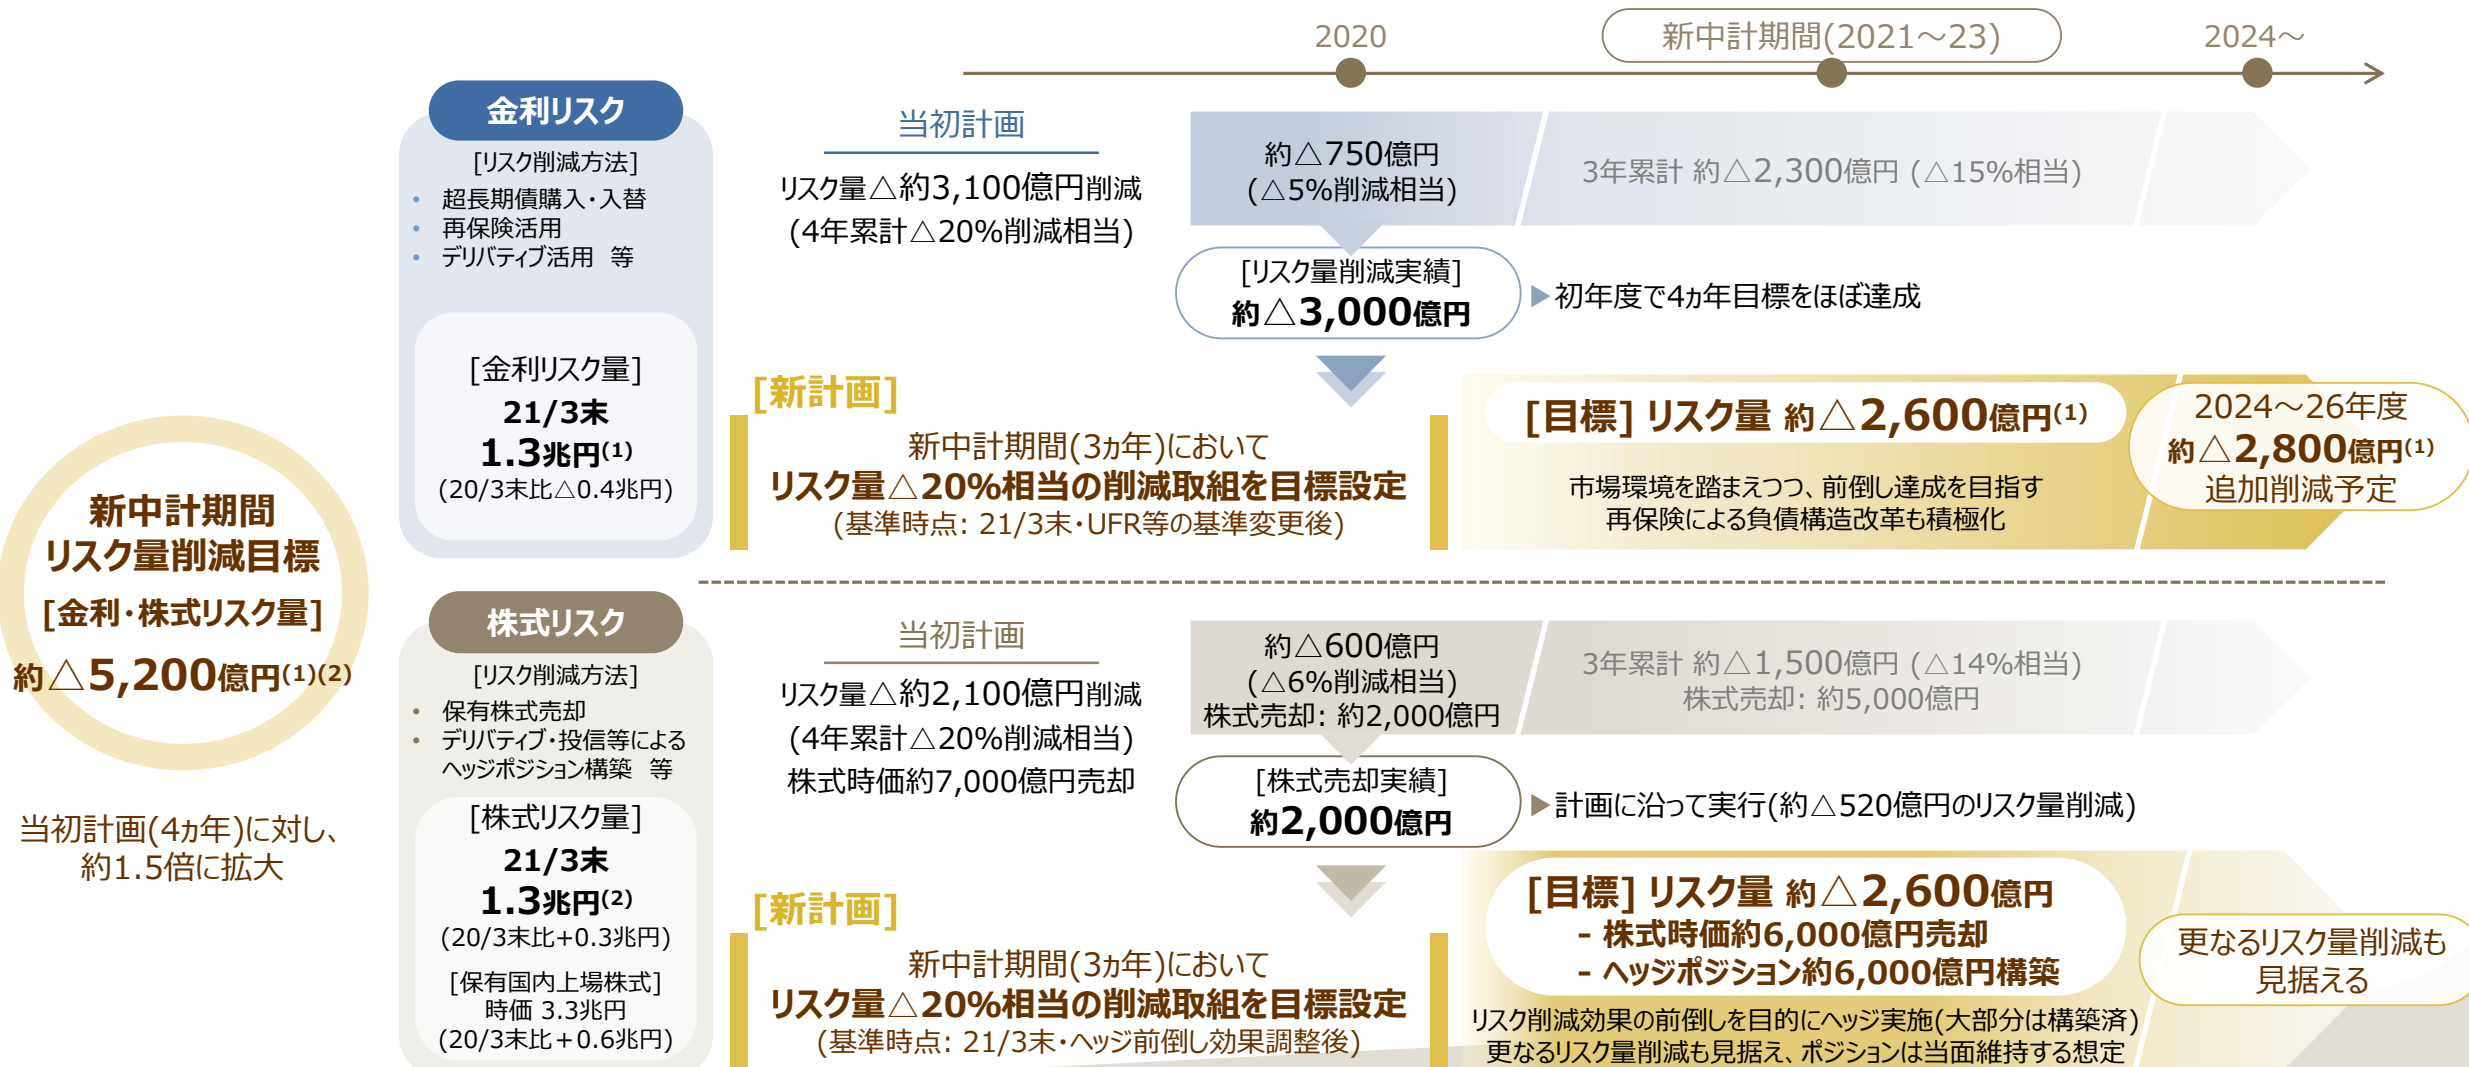 2020
新中計期間(2021～23)
2024～
新中計期間
リスク量削減目標
[金利・株式リスク量]
約△5,200億円(1)(2)
当初計画(4ヵ年)に対し、
約1.5倍に拡大
金利リスク
[リスク削減方法]
• 超長期債購入・入替
• 再保険活用
• デリバティブ活用 等
[金利リスク量]
21/3末
1.3兆円(1)
(20/3末比△0.4兆円)
当初計画
リスク量△約3,100億円削減
(4年累計△20%削減相当)
約△750億円
(△5%削減相当)
3年累計 約△2,300億円 (△15%相当)
[リスク量削減実績]
約△3,000億円
初年度で4ヵ年目標をほぼ達成
[新計画]
新中計期間(3ヵ年)において
リスク量△20%相当の削減取組を目標設定
(基準時点: 21/3末・UFR等の基準変更後)
[目標] リスク量 約△2,600億円(1)
市場環境を踏まえつつ、前倒し達成を目指す
再保険による負債構造改革も積極化
2024～26年度
約△2,800億円(1)
追加削減予定
株式リスク
[リスク削減方法]
• 保有株式売却
• デリバティブ・投信等による
ヘッジポジション構築 等
[株式リスク量]
21/3末
1.3兆円(2)
(20/3末比+0.3兆円)
[保有国内上場株式]
時価 3.3兆円
(20/3末比+0.6兆円)
当初計画
リスク量△約2,100億円削減
(4年累計△20%削減相当)
株式時価約7,000億円売却
約△600億円
(△6%削減相当)
株式売却: 約2,000億円
3年累計 約△1,500億円 (△14%相当)
株式売却: 約5,000億円
[株式売却実績]
約2,000億円
計画に沿って実行(約△520億円のリスク量削減)
[新計画]
新中計期間(3ヵ年)において
リスク量△20%相当の削減取組を目標設定
(基準時点: 21/3末・ヘッジ前倒し効果調整後)
[目標] リスク量 約△2,600億円
- 株式時価約6,000億円売却
- ヘッジポジション約6,000億円構築
リスク削減効果の前倒しを目的にヘッジ実施(大部分は構築済)
更なるリスク量削減も見据え、ポジションは当面維持する想定
更なるリスク量削減も
見据える